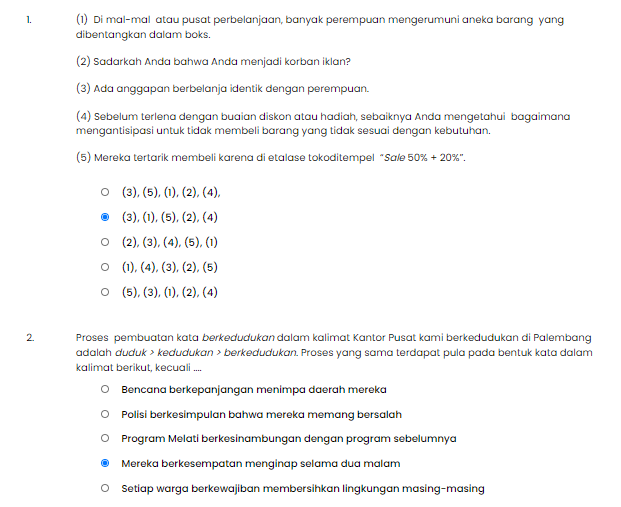 1. (1) Di mal-mal atau pusat perbelanjaan, banyak perempuan mengerumuni aneka barang yang
dibentangkan dalam boks.
(2) Sadarkah Anda bahwa Anda menjadi korban iklan?
(3) Ada anggapan berbelanja identik dengan perempuan.
(4) Sebelum terlena dengan buaian diskon atau hadiah, sebaiknya Anda mengetahui bagaimana
mengantisipasi untuk tidak membeli barang yang tidak sesuai dengan kebutuhan.
(5) Mereka tertarik membeli karena di etalase tokoditempel "Sale 50% + 20%".
(3), (5), (1), (2), (4),
(3), (1), (5), (2), (4)
(2), (3), (4), (5), (1)
(1), (4), (3), (2), (5)
(5), (3), (1), (2), (4)
2. Proses pembuatan kata berkedudukan dalam kalimat Kantor Pusat kami berkedudukan di Palembang
adalah duduk > kedudukan > berkedudukan. Proses yang sama terdapat pula pada bentuk kata dalam
kalimat berikut, kecuali ....
Bencana berkepanjangan menimpa daerah mereka
Polisi berkesimpulan bahwa mereka memang bersalah
Program Melati berkesinambungan dengan program sebelumnya
Mereka berkesempatan menginap selama dua malam
Setiap warga berkewajiban membersihkan lingkungan masing-masing